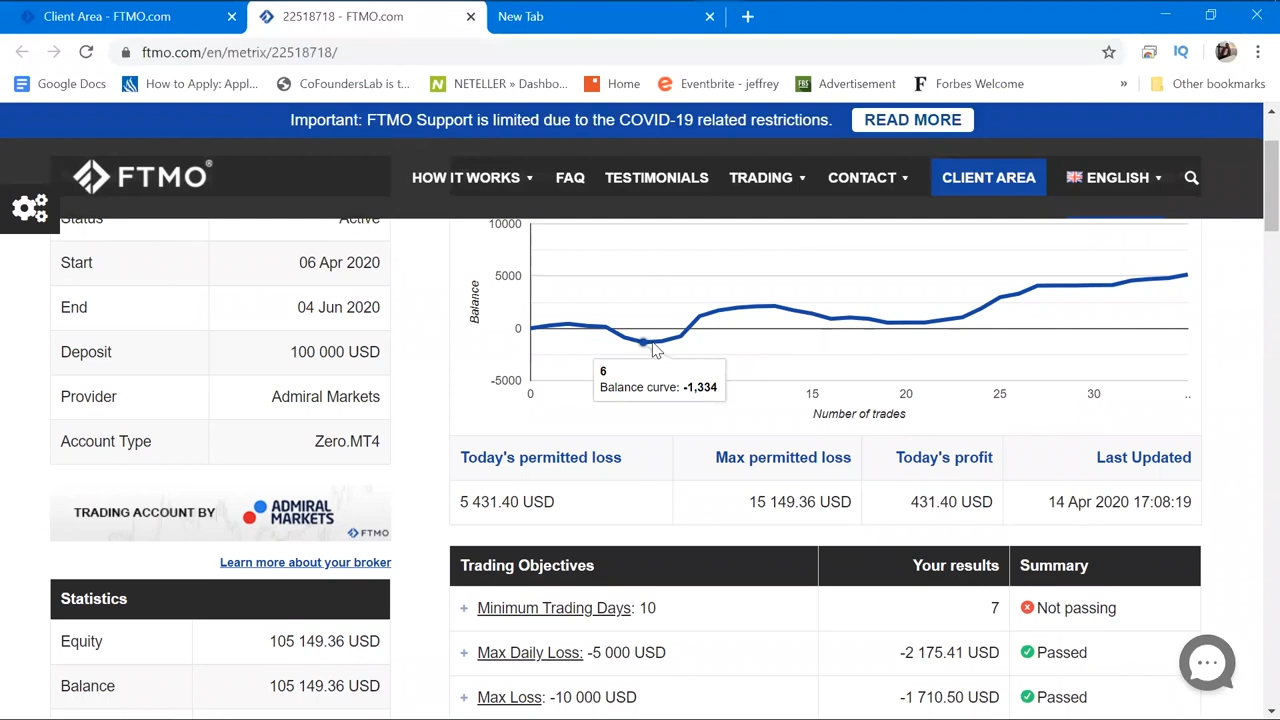 Client Area - FTMO.com
22518718 - FTMO.com
New Tab
ftmo.com/en/metrix/22518718/
IQ
Google Docs
How to Apply: Appl...
CoFoundersLab is t...
NETELLER » Dashbo...
Home
Eventbrite - jeffrey
FBS
Advertisement
Forbes Welcome
»
Other bookmarks
Important: FTMO Support is limited due to the COVID-19 related restrictions.
READ MORE
FTMO®
HOW IT WORKS
FAQ
TESTIMONIALS
TRADING
CONTACT
CLIENT AREA
ENGLISH
Status
Active
Start
06 Apr 2020
End
04 Jun 2020
Deposit
100 000 USD
Provider
Admiral Markets
Account Type
Zero.MT4
TRADING ACCOUNT BY
ADMIRAL
MARKETS
FTMO
Learn more about your broker
Statistics
Equity
105 149.36 USD
Balance
105 149.36 USD
10000
5000
0
-5000
Balance
6
Balance curve: -1,334
0
15
20
25
30
..
Number of trades
Today's permitted loss
Max permitted loss
Today's profit
Last Updated
5 431.40 USD
15 149.36 USD
431.40 USD
14 Apr 2020 17:08:19
Trading Objectives
Your results
Summary
+ Minimum Trading Days: 10
7
Not passing
+ Max Daily Loss: -5 000 USD
-2 175.41 USD
Passed
+ Max Loss: -10 000 USD
-1 710.50 USD
Passed